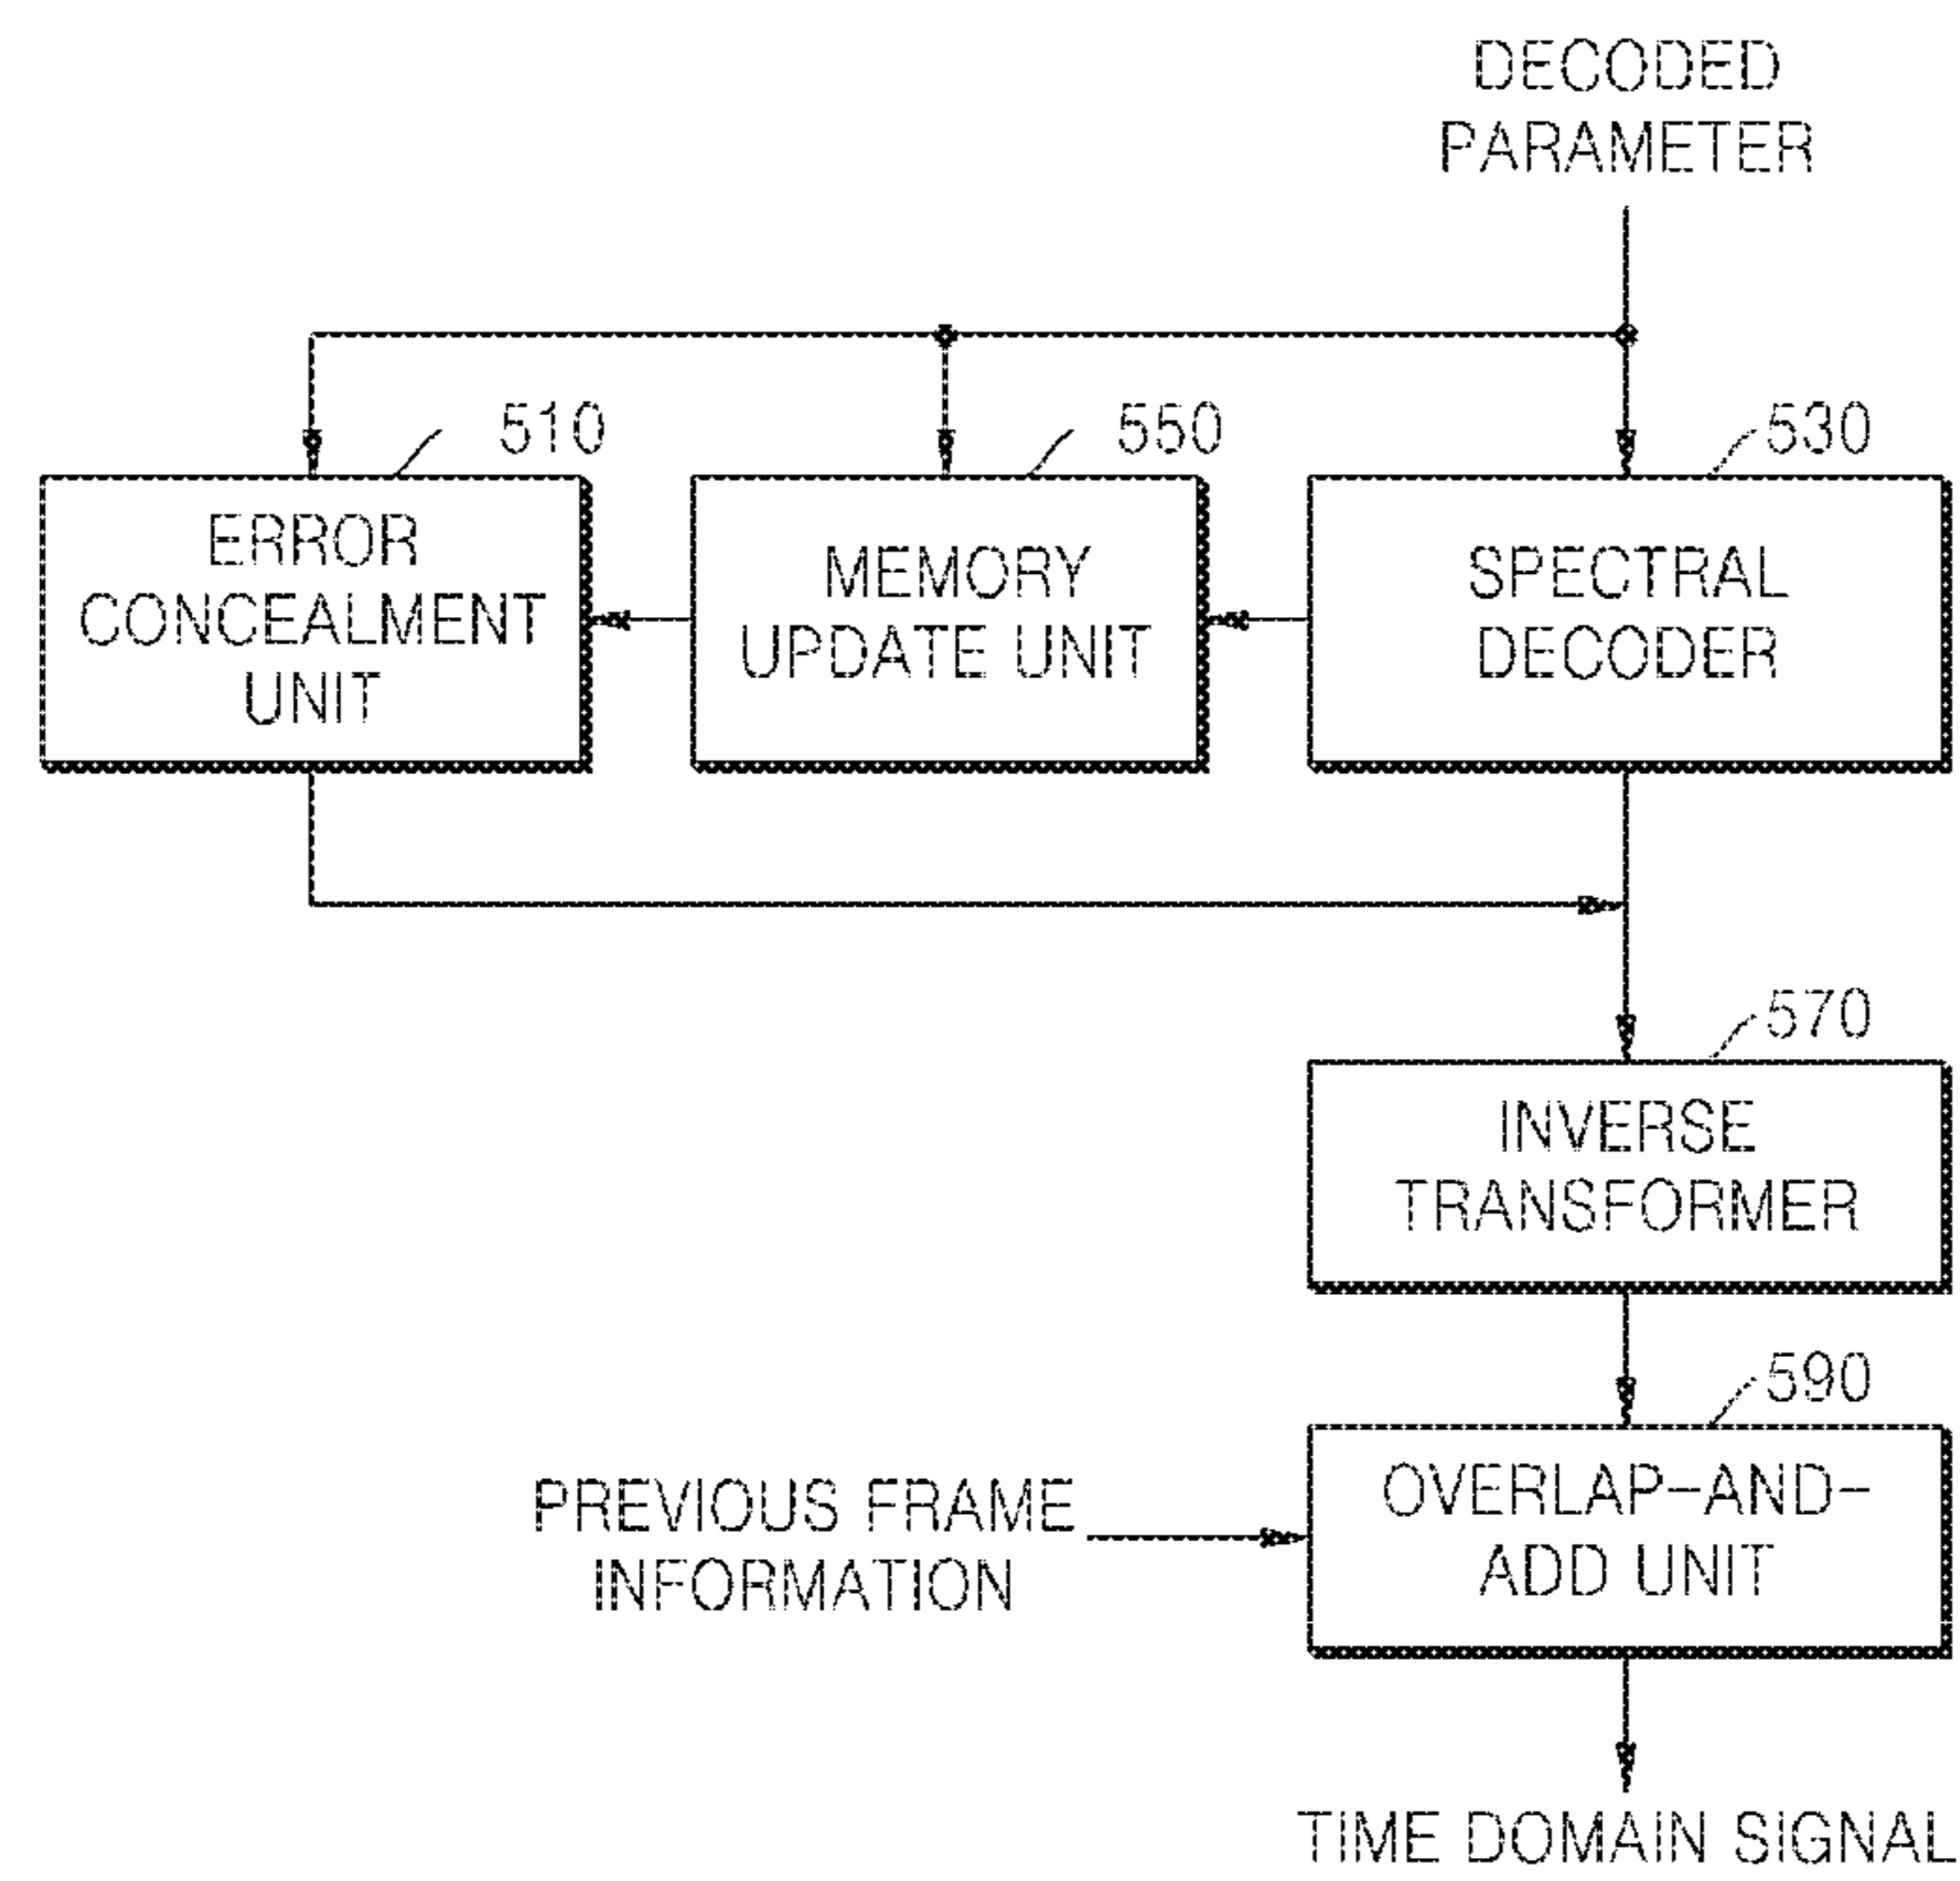 DECODED
PARAMETER
510
550
530
ERROR
CONCEALMENT
UNIT
MEMORY
UPDATE UNIT
SPECTRAL
DECODER
570
INVERSE
TRANSFORMER
590
PREVIOUS FRAME
INFORMATION
OVERLAP-AND-
ADD UNIT
TIME DOMAIN SIGNAL